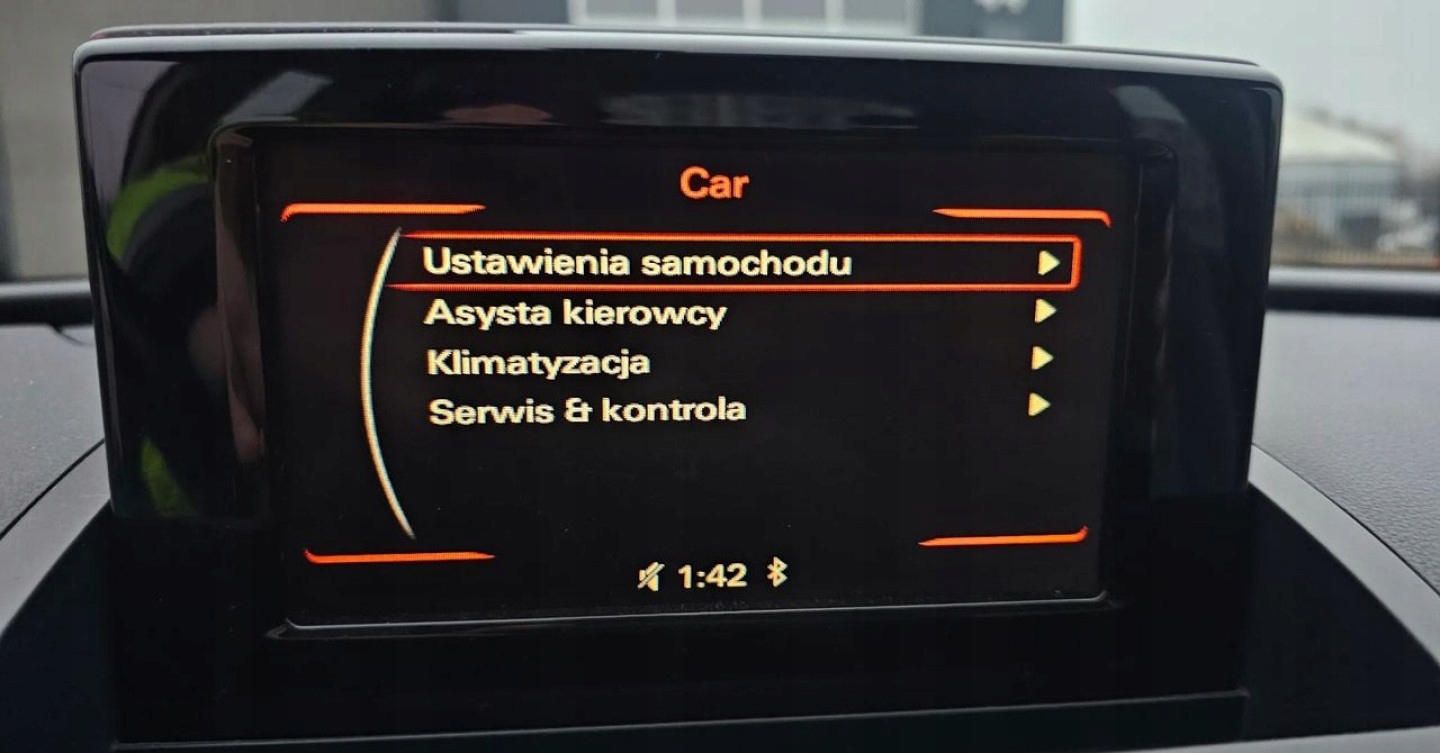 Car
Ustawienia samochodu
Asysta kierowcy
Klimatyzacja
Serwis & kontrola
1:42